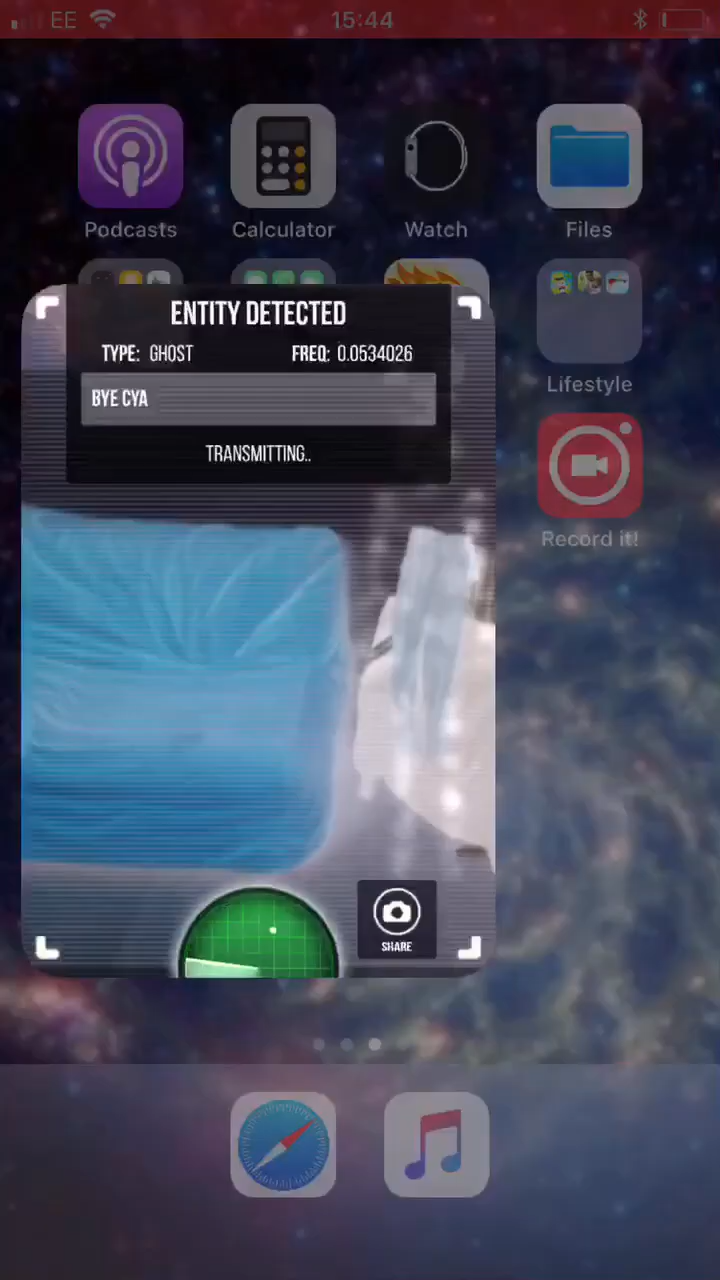 EE 15:44
Podcasts Calculator Watch Files
ENTITY DETECTED
TYPE: GHOST FREQ: 0.0534026
BYE CYA
TRANSMITTING..
Lifestyle
Record it!
SHARE